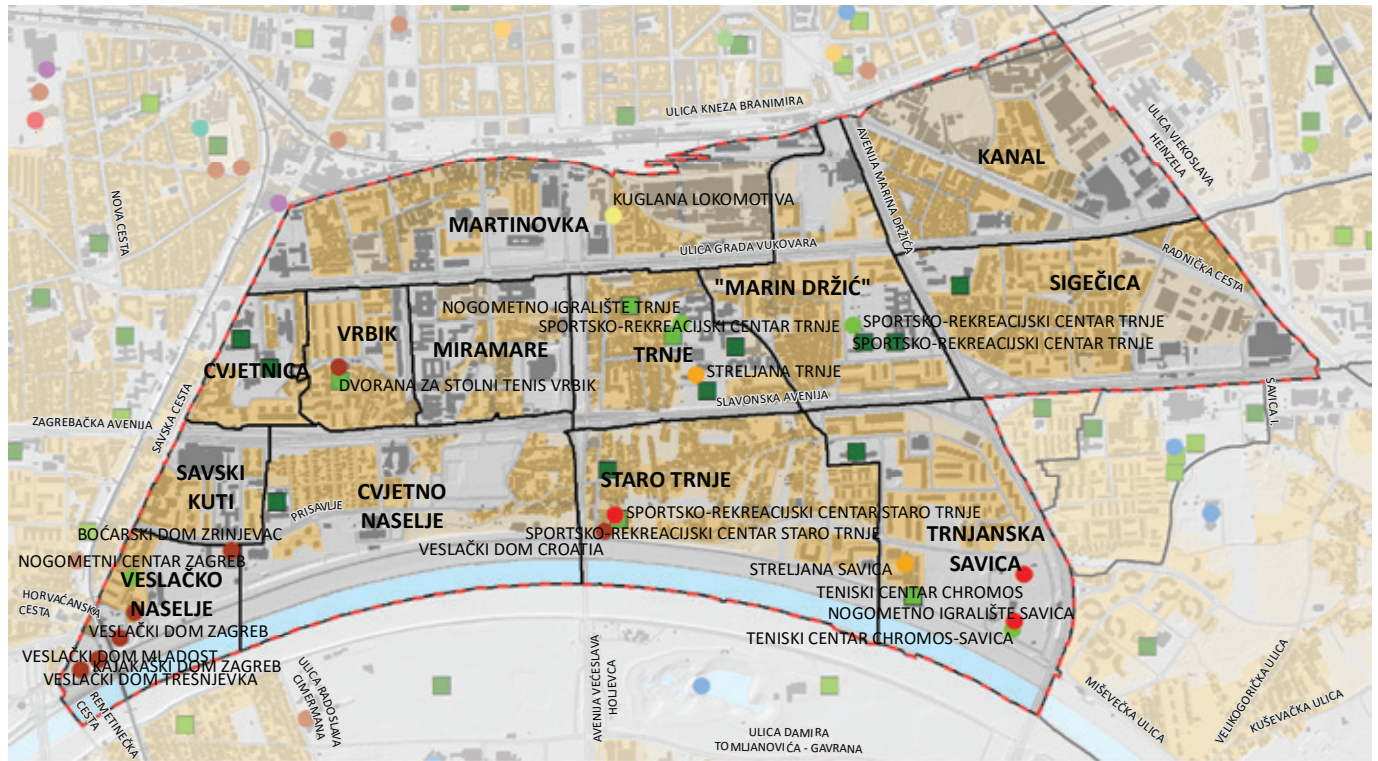 ULICA KNEZA BRANIMIRA
ULICA VJEKOSLAVA
HEINZELA
AVENIJA MARINA DRŽIĆA
KANAL
NOVA CESTA
KUGLANA LOKOMOTIVA
MARTINOVKA
ULICA GRADA VUKOVARA
RADNIČKA CESTA
SIGEČICA
"MARIN DRŽIĆ"
NOGOMETNO IGRALIŠTE TRNJE
SPORTSKO-REKREACIJSKI CENTAR TRNJE
SPORTSKO-REKREACIJSKI CENTAR TRNJE
VRBIK
MIRAMARE
TRNJE
SPORTSKO-REKREACIJSKI CENTAR TRNJE
CVJETNICA
STRELJANA TRNJE
DVORANA ZA STOLNI TENIS VRBIK
SLAVONSKA AVENIJA
SAVICA I.
SAVSKA CESTA
ZAGREBAČKA AVENIJA
SAVSKI
KUTI
STARO TRNJE
CVJETNO
NASELJE
PRISAVLJE
SPORTSKO-REKREACIJSKI CENTAR STARO TRNJE
BOĆARSKI DOM ZRINJEVAC
SPORTSKO-REKREACIJSKI CENTAR STARO TRNJE
TRNJANSKA
SAVICA
VESLAČKI DOM CROATIA
NOGOMETNI CENTAR ZAGREB
STRELJANA SAVICA
VESLAČKO
NASELJE
HORVAĆANSKA
CESTA
TENISKI CENTAR CHROMOS
NOGOMETNO IGRALIŠTE SAVICA
VESLAČKI DOM ZAGREB
TENISKI CENTAR CHROMOS-SAVICA
VESLAČKI DOM MLADOST
KAJAKAŠKI DOM ZAGREB
VESLAČKI DOM TREŠNJEVKA
REMETINEČKA
CESTA
ULICA RADOSLAVA
CIMERMANA
AVENIJA VEĆESLAVA
HOLJEVCA
MIŠEVEČKA ULICA
VELIKOGORIČKA ULICA
KUŠEVAČKA ULICA
ULICA DAMIRA
TOMLJANOVIĆA - GAVRANA